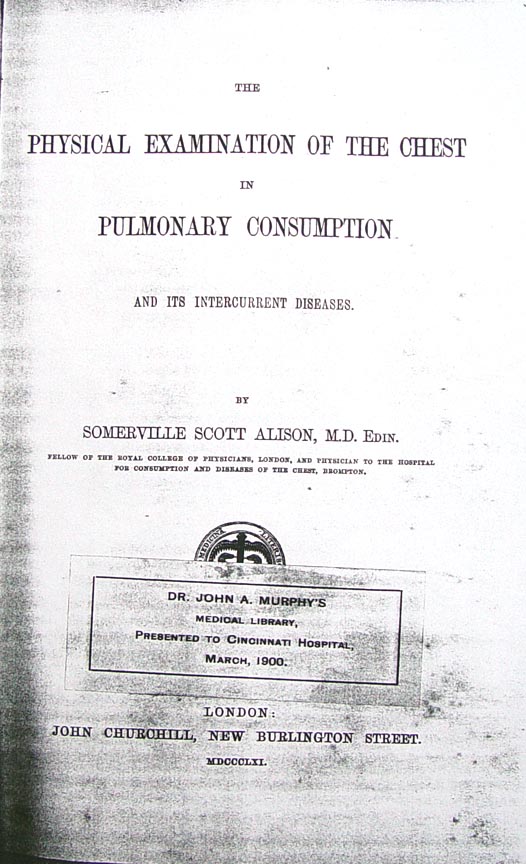 THE
PHYSICAL EXAMINATION OF THE CHEST
IN
PULMONARY CONSUMPTION
AND ITS INTERCURRENT DISEASES.
BY
SOMERVILLE SCOTT ALISON, M.D. EDIN.
FELLOW OF THE ROYAL COLLEGE OF PHYSICIANS, LONDON, AND PHYSICIAN TO THE HOSPITAL
FOR CONSUMPTION AND DISEASES OF THE CHEST, BROMPTON.
DR. JOHN A. MURPHY'S
MEDICAL LIBRARY,
PRESENTED TO CINCINNATI HOSPITAL,
MARCH, 1900.
LONDON:
JOHN CHURCHILL, NEW BURLINGTON STREET.
MDCCCLXI.